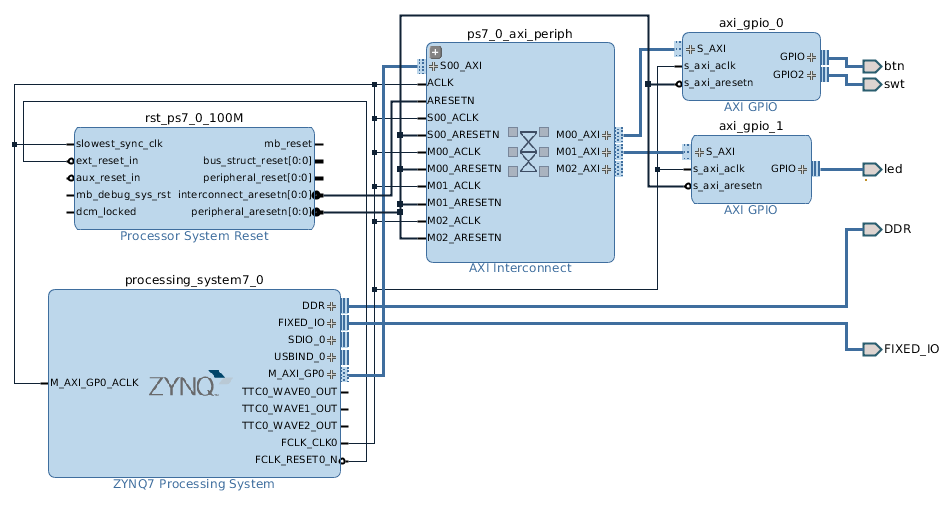 rst_ps7_0_100M
slowest_sync_clk
ext_reset_in
aux_reset_in
mb_debug_sys_rst
dcm_locked
mb_reset
bus_struct_reset[0:0]
peripheral_reset[0:0]
interconnect_aresetn[0:0]
peripheral_aresetn[0:0]
Processor System Reset
processing_system7_0
M_AXI_GP0_ACLK
ZYNQ
DDR
FIXED_IO
SDIO_0
USBIND_0
M_AXI_GP0
TTC0_WAVE0_OUT
TTC0_WAVE1_OUT
TTC0_WAVE2_OUT
FCLK_CLK0
FCLK_RESET0_N
ZYNQ7 Processing System
ps7_0_axi_periph
S00_AXI
ACLK
ARESETN
S00_ACLK
S00_ARESETN
M00_ACLK
M00_ARESETN
M01_ACLK
M01_ARESETN
M02_ACLK
M02_ARESETN
M00_AXI
M01_AXI
M02_AXI
AXI Interconnect
axi_gpio_0
S_AXI
s_axi_aclk
s_axi_aresetn
GPIO
GPIO2
AXI GPIO
axi_gpio_1
S_AXI
s_axi_aclk
s_axi_aresetn
GPIO
AXI GPIO
btn
swt
led
DDR
FIXED_IO